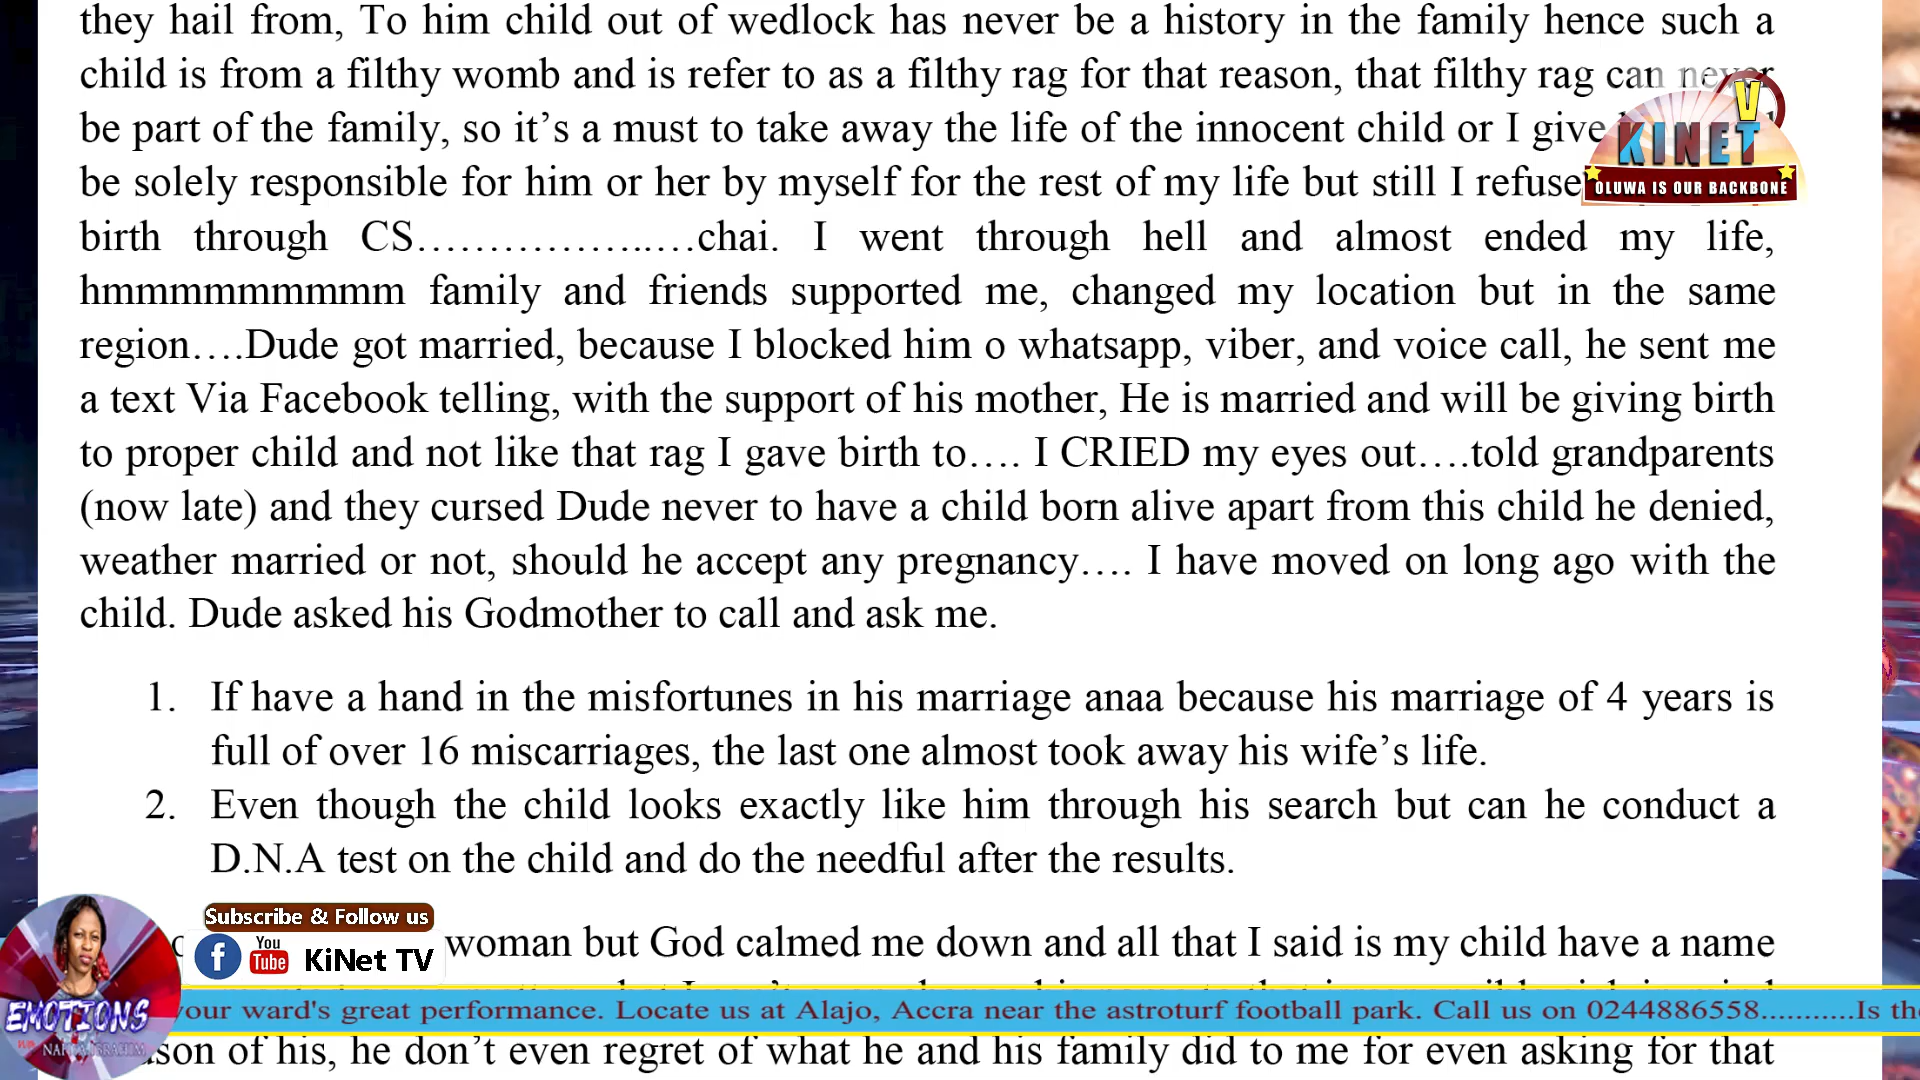 they hail from, To him child out of wedlock has never be a history in the family hence such a
child is from a filthy womb and is refer to as a filthy rag for that reason, that filthy rag can never
be part of the family, so it’s a must to take away the life of the innocent child or I give
be solely responsible for him or her by myself for the rest of my life but still I refuse
birth through CS……………..…chai. I went through hell and almost ended my life,
hmmmmmmmmmm family and friends supported me, changed my location but in the same
region….Dude got married, because I blocked him o whatsapp, viber, and voice call, he sent me
a text Via Facebook telling, with the support of his mother, He is married and will be giving birth
to proper child and not like that rag I gave birth to…. I CRIED my eyes out….told grandparents
(now late) and they cursed Dude never to have a child born alive apart from this child he denied,
weather married or not, should he accept any pregnancy…. I have moved on long ago with the
child. Dude asked his Godmother to call and ask me.
1. If have a hand in the misfortunes in his marriage anaa because his marriage of 4 years is
full of over 16 miscarriages, the last one almost took away his wife’s life.
2. Even though the child looks exactly like him through his search but can he conduct a
D.N.A test on the child and do the needful after the results.
woman but God calmed me down and all that I said is my child have a name
son of his, he don’t even regret of what he and his family did to me for even asking for that
KINET V
OLUWA IS OUR BACKBONE
Subscribe & Follow us
f You Tube KiNet TV
EMOTIONS
your ward's great performance. Locate us at Alajo, Accra near the astroturf football park. Call us on 0244886558...........Is the